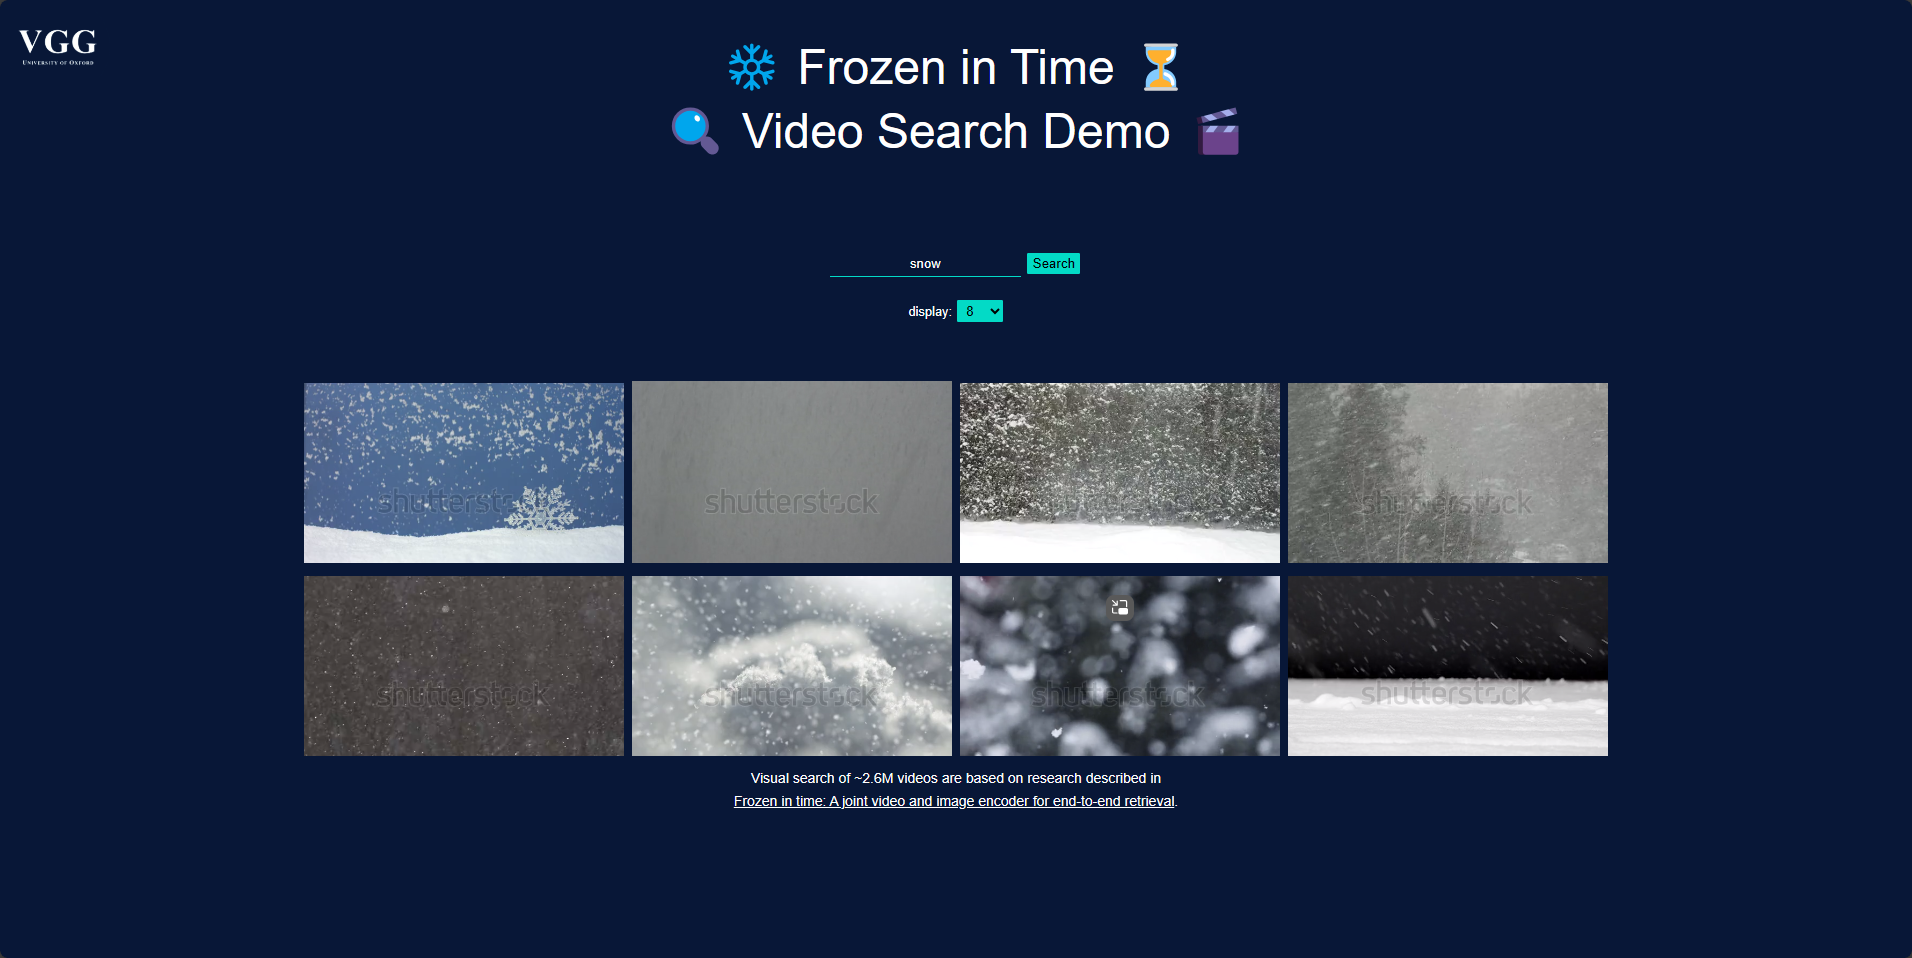 VGG
UNIVERSITY OF OXFORD
Frozen in Time
Video Search Demo
snow
Search
display: 8
shutterstock
shutterstock
shutterstock
shutterstock
shutterstock
shutterstock
shutterstock
shutterstock
Visual search of ~2.6M videos are based on research described in
Frozen in time: A joint video and image encoder for end-to-end retrieval.